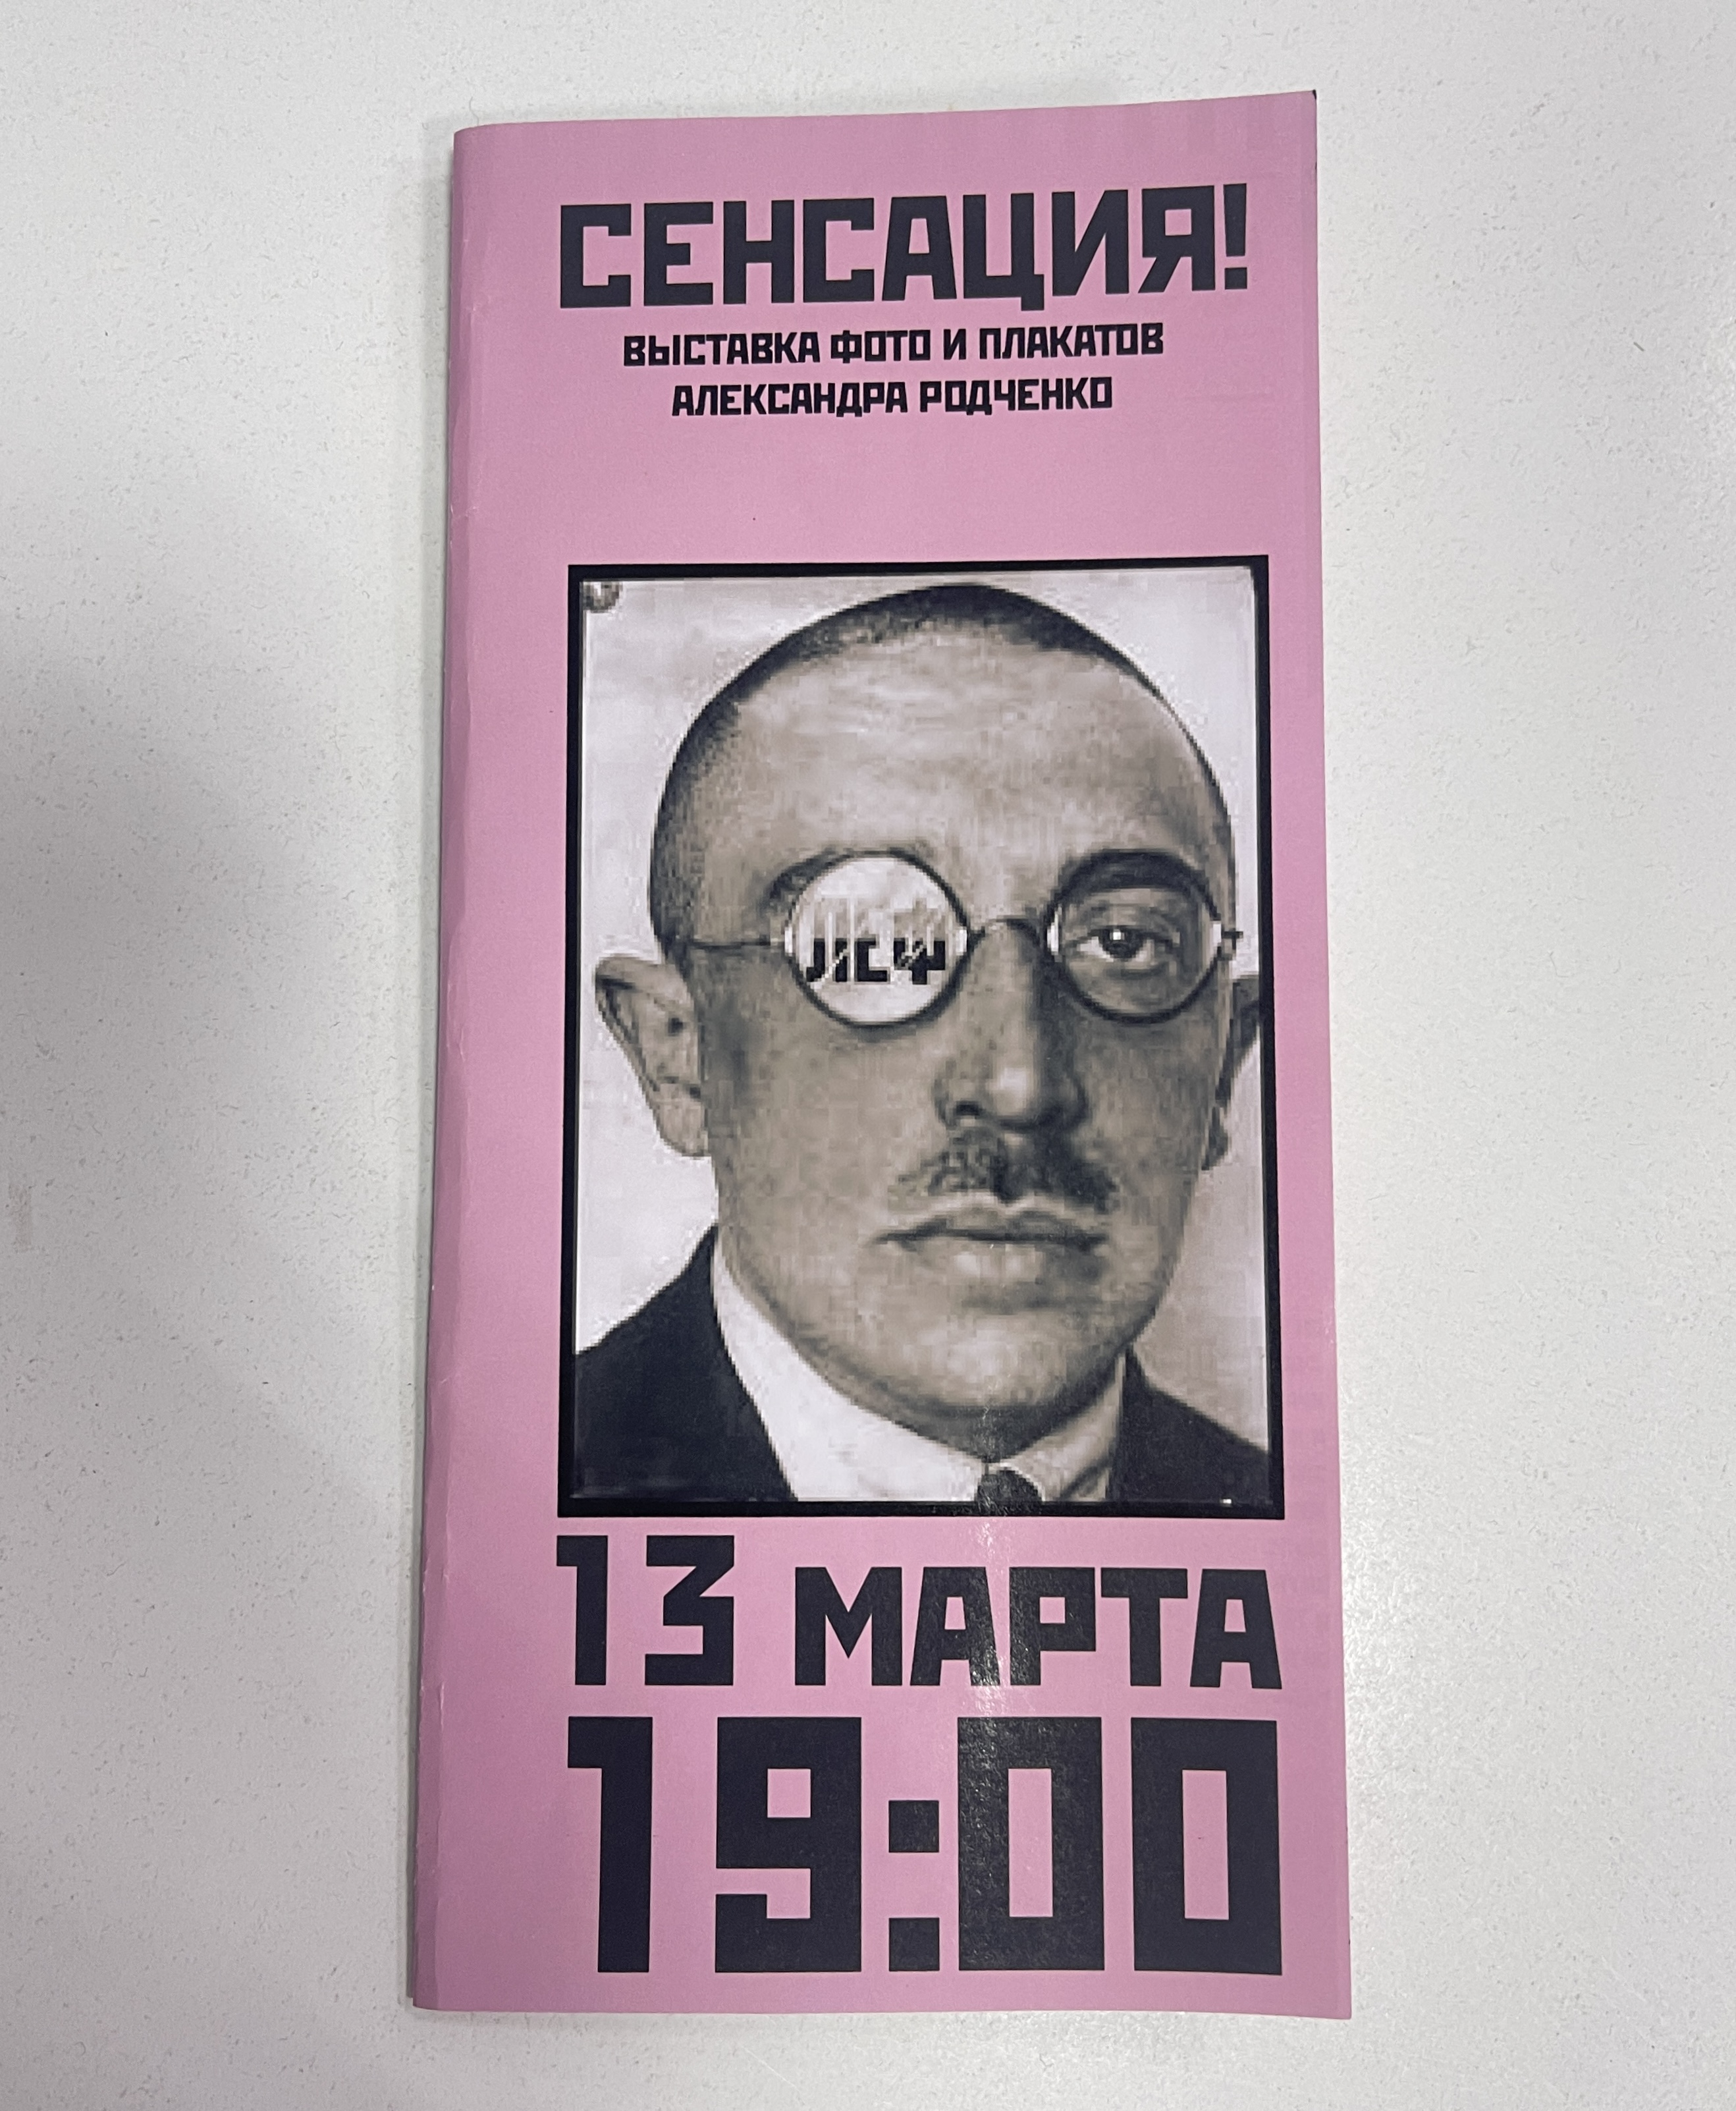 СЕНСАЦИЯ!
ВЫСТАВКА ФОТО И ПЛАКАТОВ
АЛЕКСАНДРА РОДЧЕНКО
ЛЕФ
13 МАРТА
19:00